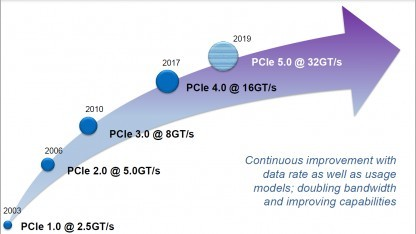 2019
PCIe 5.0 @ 32GT/s
2017
PCIe 4.0 @ 16GT/s
2010
PCIe 3.0 @ 8GT/s
2006
PCIe 2.0 @ 5.0GT/s
2003
PCIe 1.0 @ 2.5GT/s
Continuous improvement with
data rate as well as usage
models; doubling bandwidth
and improving capabilities